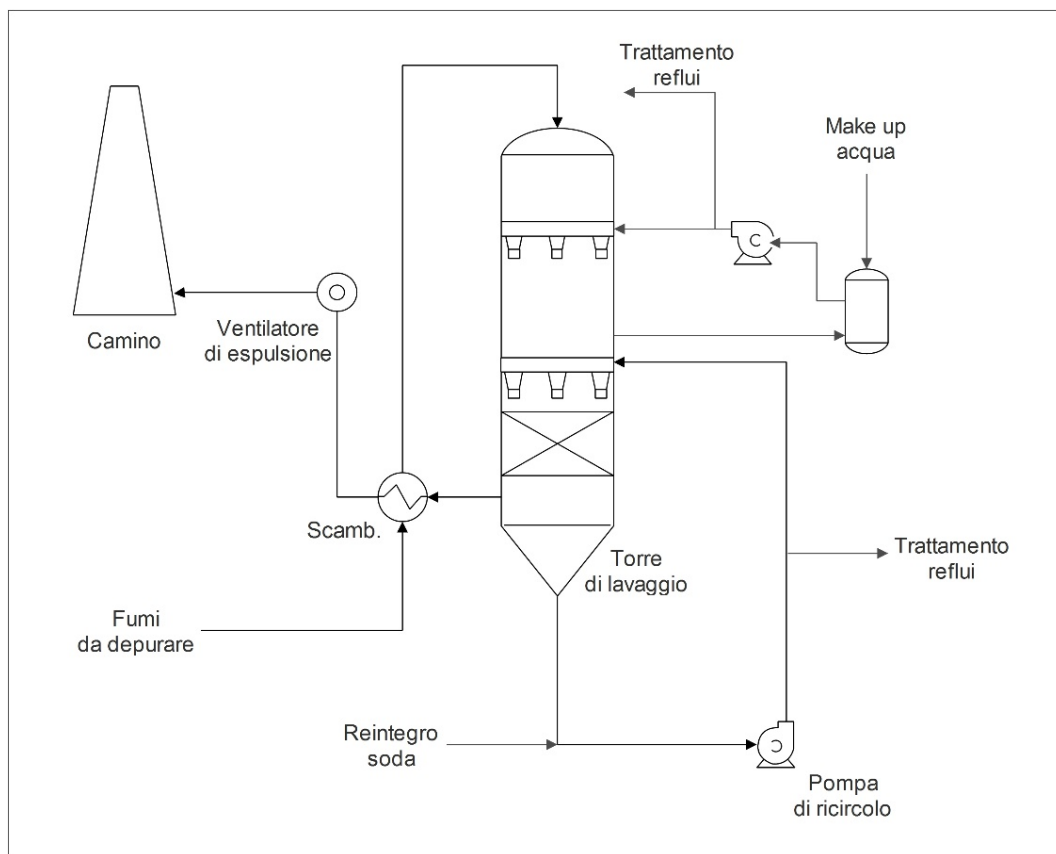 Trattamento
reflui
Make up
acqua
Camino
Ventilatore
di espulsione
Scamb.
Torre
di lavaggio
Trattamento
reflui
Fumi
da depurare
Reintegro
soda
Pompa
di ricircolo